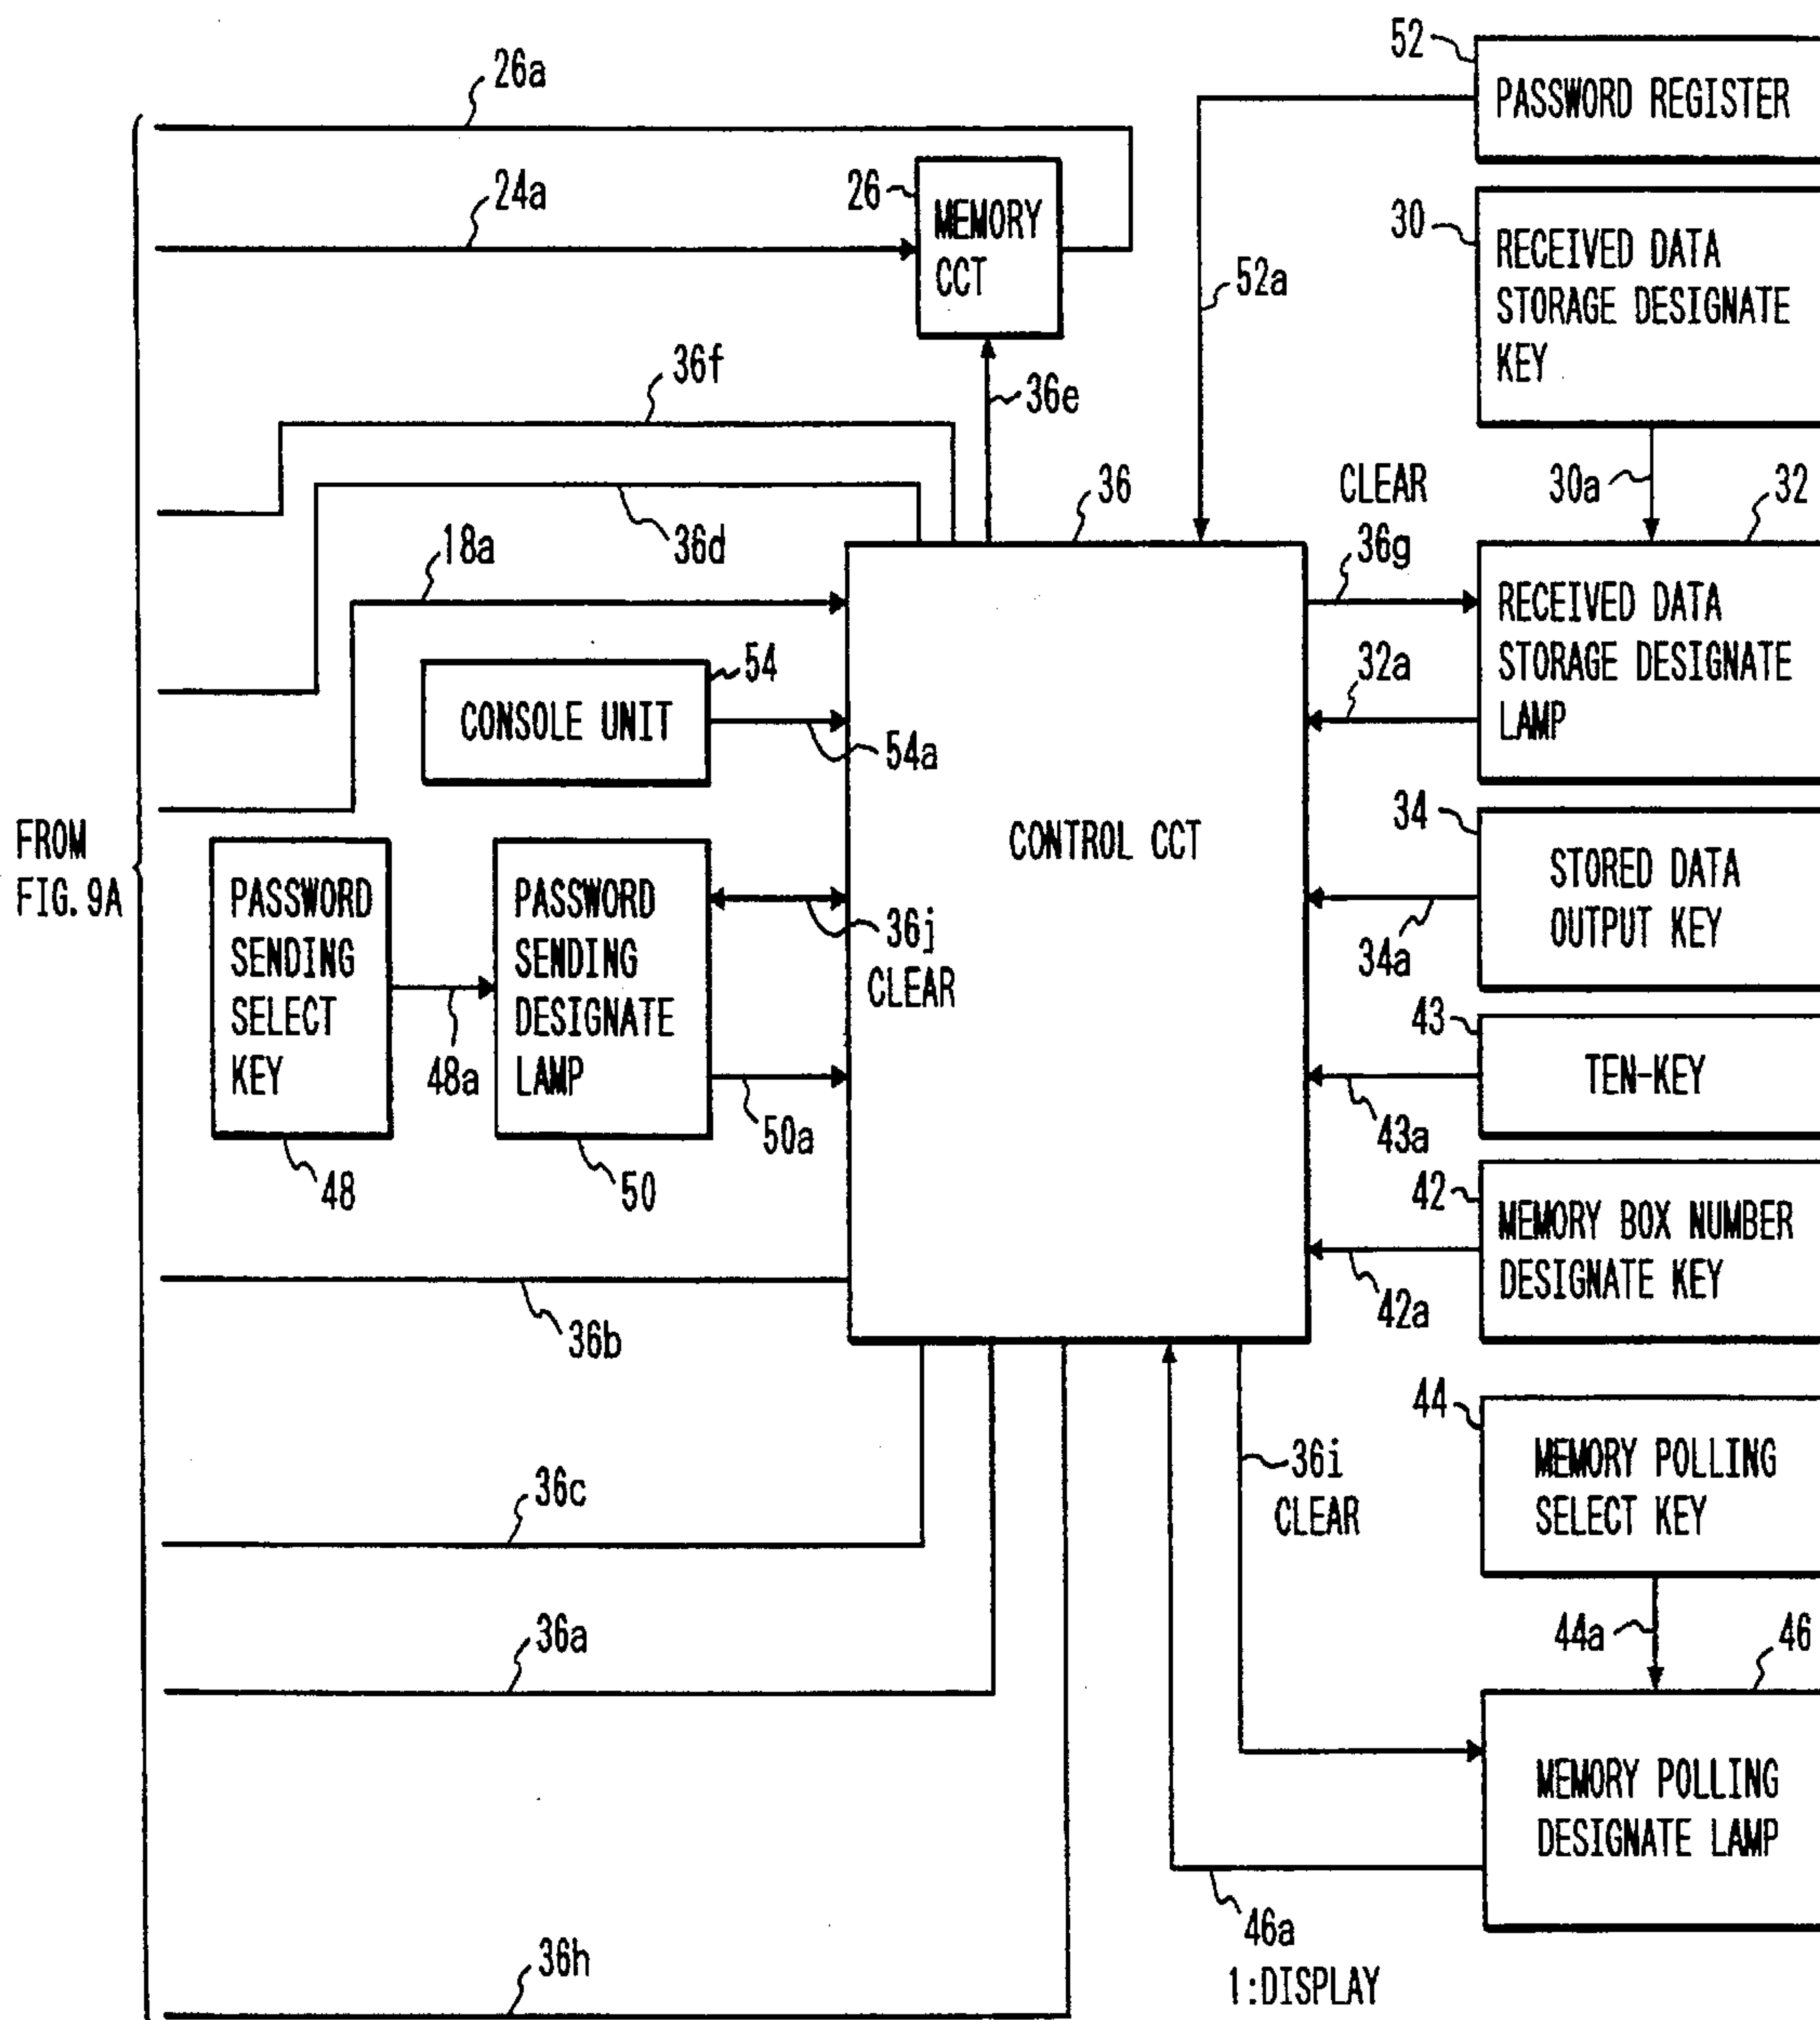 52
PASSWORD REGISTER
26a
24a
26
MEMORY
CCT
52a
30
RECEIVED DATA
STORAGE DESIGNATE
KEY
36f
36e
36d
36
CLEAR
36g
30a
32
18a
RECEIVED DATA
STORAGE DESIGNATE
LAMP
32a
54
CONSOLE UNIT
54a
FROM
FIG.9A
CONTROL CCT
34
STORED DATA
OUTPUT KEY
34a
PASSWORD
SENDING
SELECT
KEY
48a
48
PASSWORD
SENDING
DESIGNATE
LAMP
50
36j
CLEAR
50a
43
TEN-KEY
43a
42
MEMORY BOX NUMBER
DESIGNATE KEY
42a
36b
44
MEMORY POLLING
SELECT KEY
36i
CLEAR
36c
44a
46
36a
MEMORY POLLING
DESIGNATE LAMP
46a
1:DISPLAY
36h